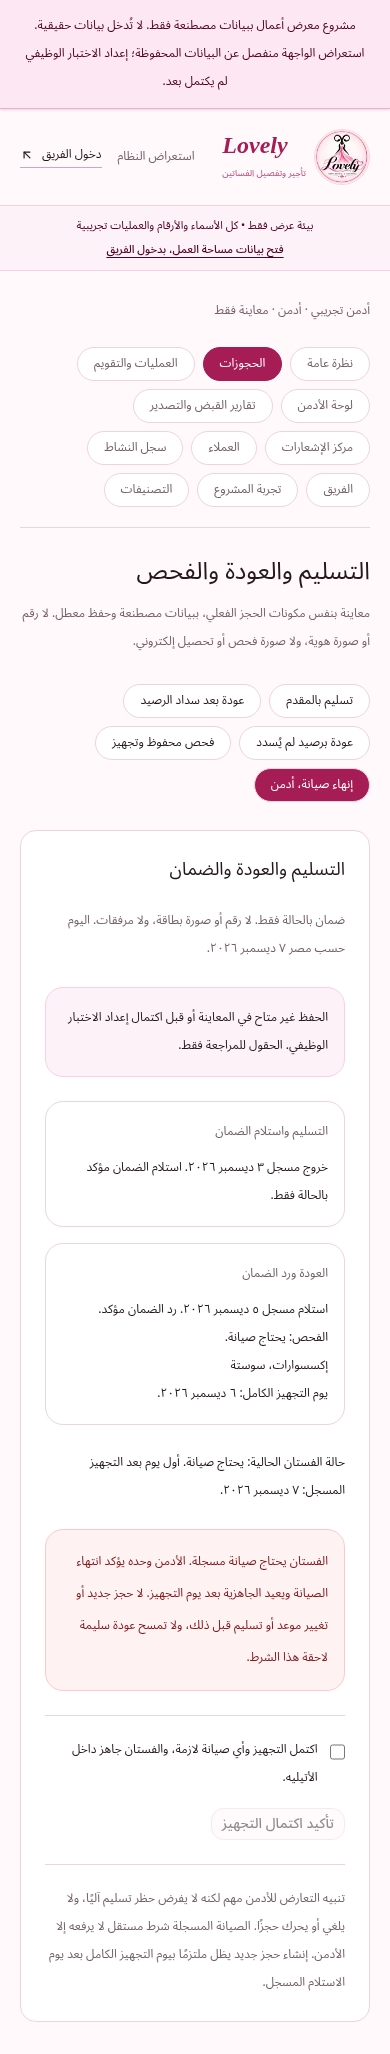 مشروع معرض أعمال ببيانات مصطنعة فقط. لا تُدخل بيانات حقيقية.
استعراض الواجهة منفصل عن البيانات المحفوظة؛ إعداد الاختبار الوظيفي
لم يكتمل بعد.
Lovely
تأجير وتفصيل الفساتين
استعراض النظام
دخول الفريق
Lovely
بيئة عرض فقط • كل الأسماء والأرقام والعمليات تجريبية
فتح بيانات مساحة العمل، بدخول الفريق
أدمن تجريبي · أدمن · معاينة فقط
نظرة عامة
الحجوزات
العمليات والتقويم
لوحة الأدمن
تقارير القبض والتصدير
مركز الإشعارات
العملاء
سجل النشاط
الفريق
تجربة المشروع
التصنيفات
التسليم والعودة والفحص
معاينة بنفس مكونات الحجز الفعلي، ببيانات مصطنعة وحفظ معطل. لا رقم
أو صورة هوية، ولا صورة فحص أو تحصيل إلكتروني.
تسليم بالمقدم
عودة بعد سداد الرصيد
عودة برصيد لم يُسدد
فحص محفوظ وتجهيز
إنهاء صيانة، أدمن
التسليم والعودة والضمان
ضمان بالحالة فقط. لا رقم أو صورة بطاقة، ولا مرفقات. اليوم
حسب مصر ٧ ديسمبر ٢٠٢٦.
الحفظ غير متاح في المعاينة أو قبل اكتمال إعداد الاختبار
الوظيفي. الحقول للمراجعة فقط.
التسليم واستلام الضمان
خروج مسجل ٣ ديسمبر ٢٠٢٦. استلام الضمان مؤكد
بالحالة فقط.
العودة ورد الضمان
استلام مسجل ٥ ديسمبر ٢٠٢٦. رد الضمان مؤكد.
الفحص: يحتاج صيانة.
إكسسوارات، سوستة
يوم التجهيز الكامل: ٦ ديسمبر ٢٠٢٦.
حالة الفستان الحالية: يحتاج صيانة. أول يوم بعد التجهيز
المسجل: ٧ ديسمبر ٢٠٢٦.
الفستان يحتاج صيانة مسجلة. الأدمن وحده يؤكد انتهاء
الصيانة ويعيد الجاهزية بعد يوم التجهيز. لا حجز جديد أو
تغيير موعد أو تسليم قبل ذلك، ولا تمسح عودة سليمة
لاحقة هذا الشرط.
اكتمل التجهيز وأي صيانة لازمة، والفستان جاهز داخل
الأتيليه.
تأكيد اكتمال التجهيز
تنبيه التعارض للأدمن مهم لكنه لا يفرض حظر تسليم آليًا، ولا
يلغي أو يحرك حجزًا. الصيانة المسجلة شرط مستقل لا يرفعه إلا
الأدمن. إنشاء حجز جديد يظل ملتزمًا بيوم التجهيز الكامل بعد يوم
الاستلام المسجل.